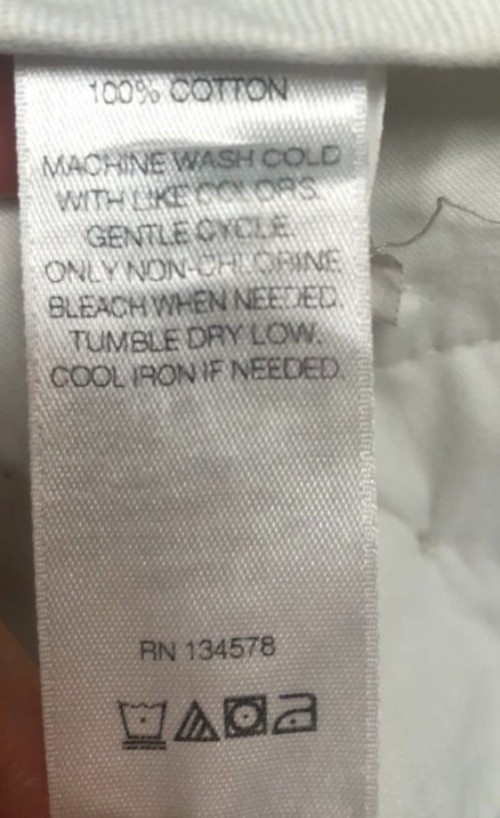 100% COTTON
MACHINE WASH COLD
WITH LIKE COLORS.
GENTLE CYCLE.
ONLY NON-CHLORINE
BLEACH WHEN NEEDED.
TUMBLE DRY LOW.
COOL IRON IF NEEDED.
RN 134578